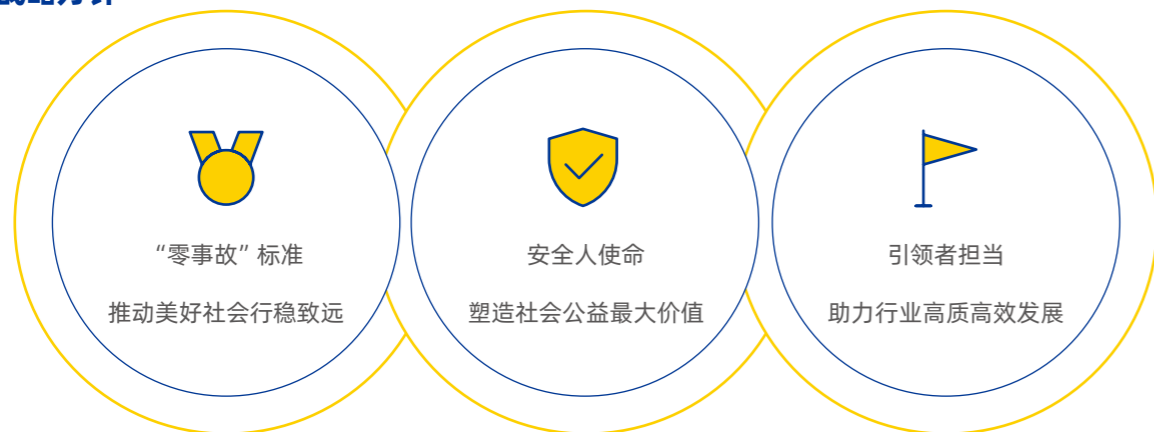 “零事故”标准
推动美好社会行稳致远
安全人使命
塑造社会公益最大价值
引领者担当
助力行业高质高效发展